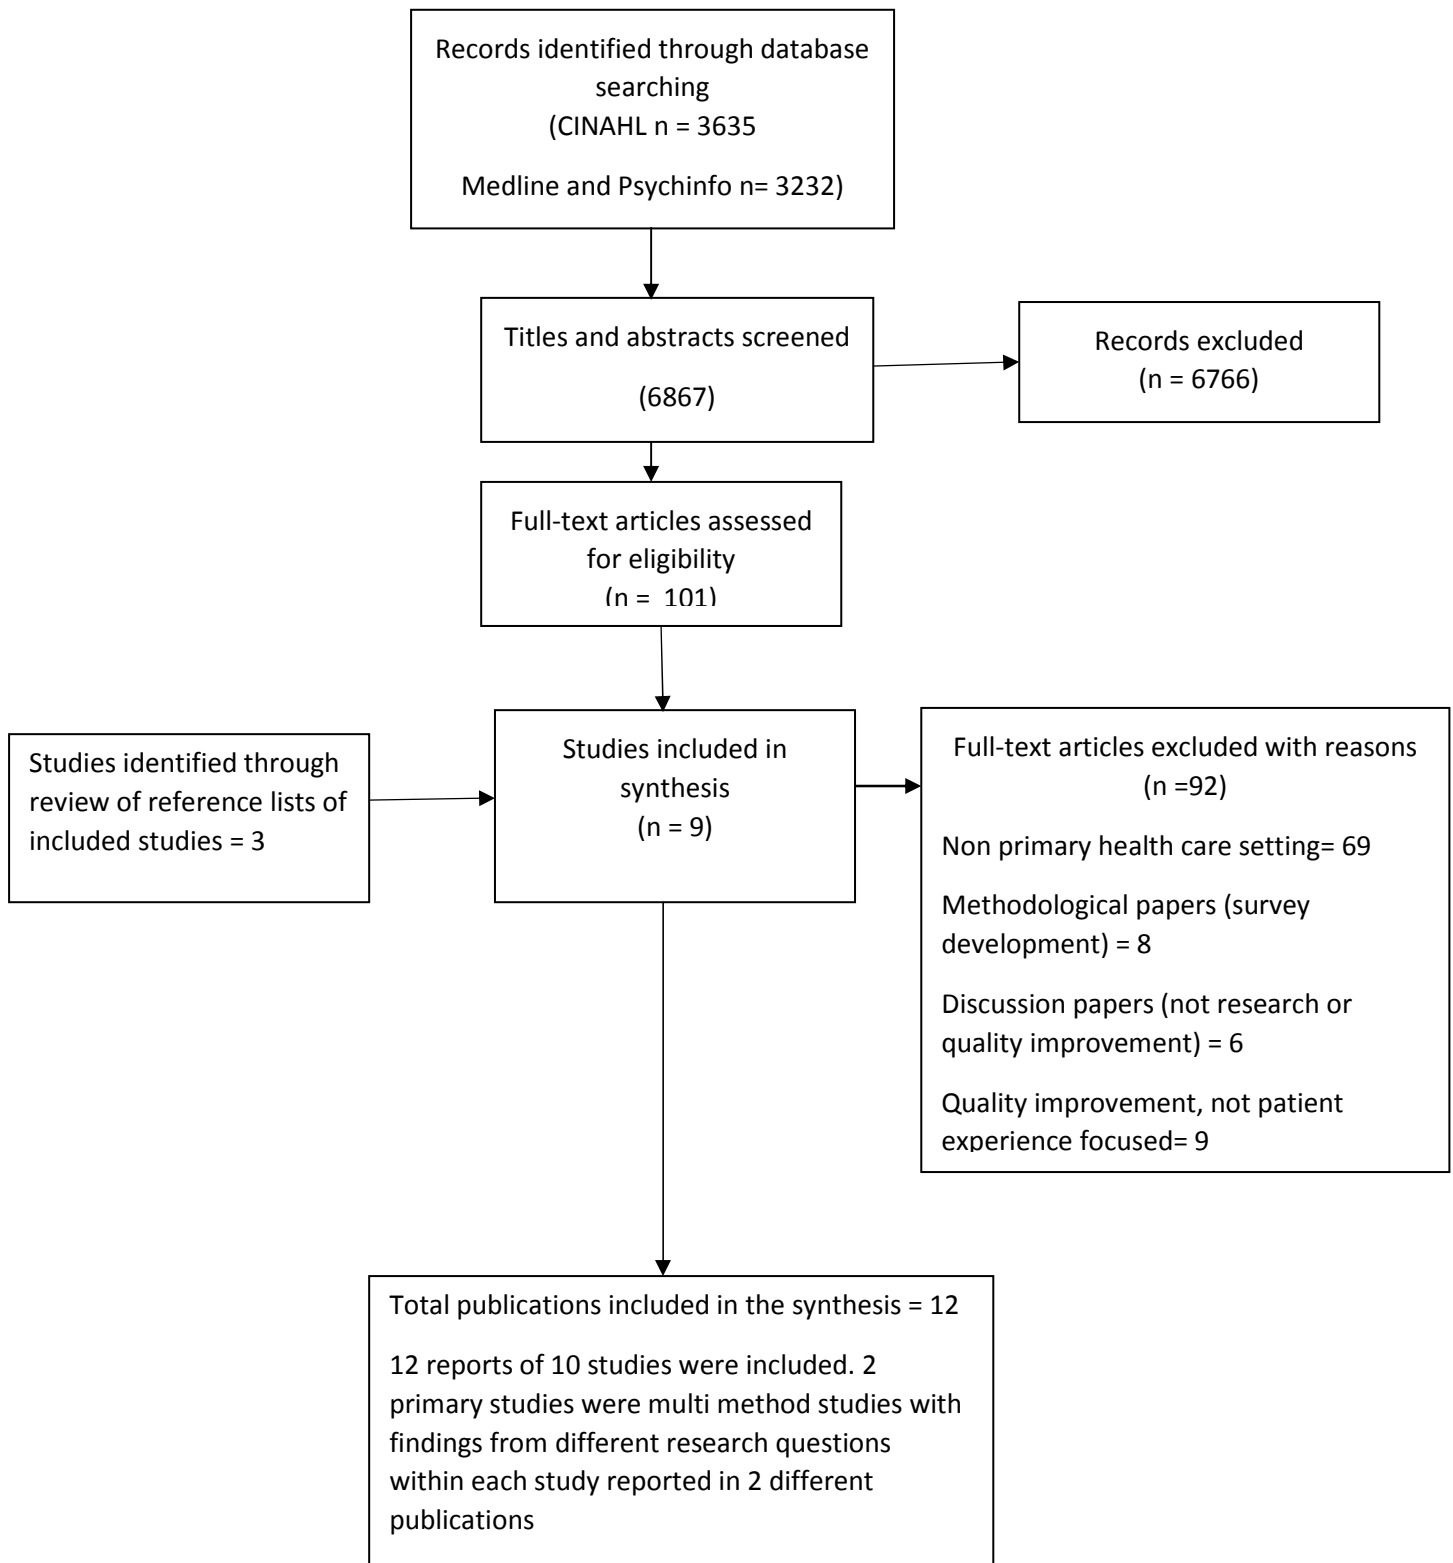 Records identified through database
searching
(CINAHL n = 3635
Medline and Psychinfo n= 3232)
Titles and abstracts screened
(6867)
Records excluded
(n = 6766)
Full-text articles assessed
for eligibility
(n =  101)
Studies identified through
review of reference lists of
included studies = 3
Studies included in
synthesis
(n = 9)
Full-text articles excluded with reasons
(n =92)
Non primary health care setting= 69
Methodological papers (survey
development) = 8
Discussion papers (not research or
quality improvement) = 6
Quality improvement, not patient
experience focused= 9
Total publications included in the synthesis = 12
12 reports of 10 studies were included. 2
primary studies were multi method studies with
findings from different research questions
within each study reported in 2 different
publications